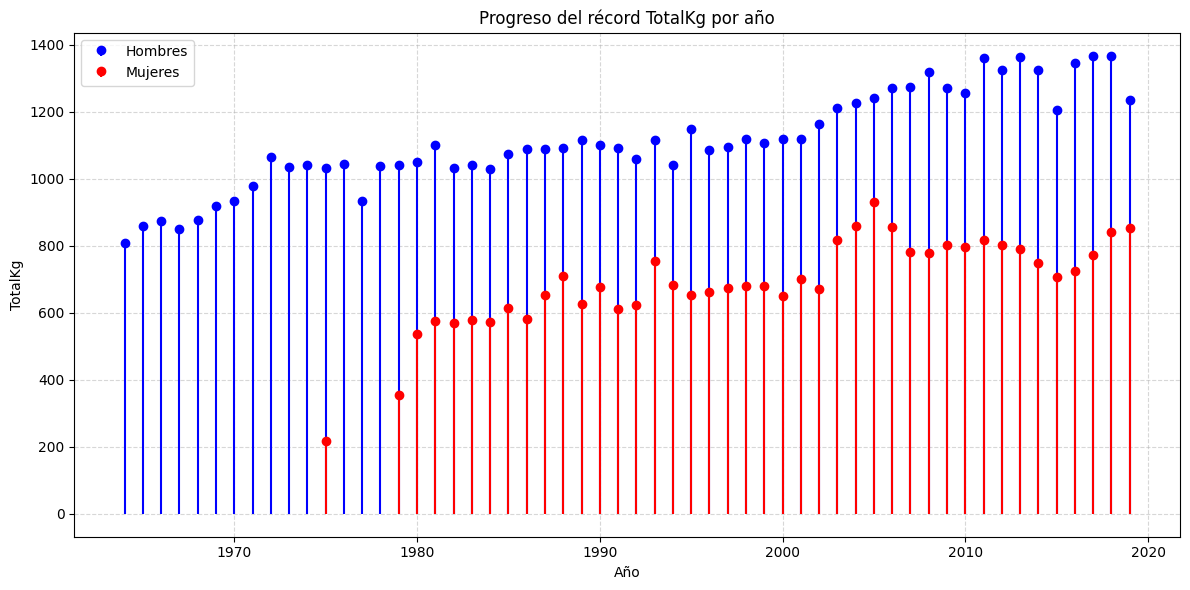 Progreso del récord TotalKg por año
Hombres
Mujeres
TotalKg
1400
1200
1000
800
600
400
200
0
1970
1980
1990
2000
2010
2020
Año